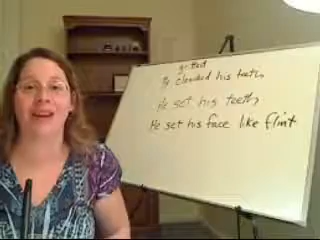 gritted
He clenched his teeth
He set his teeth
He set his face like flint